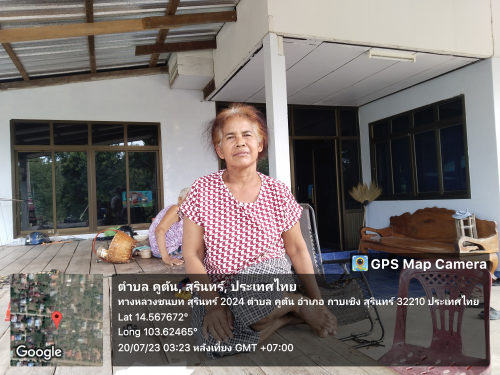 GPS Map Camera
ตำบล คูตัน, สุรินทร์, ประเทศไทย
ทางหลวงชนบท สุรินทร์ 2024 ตำบล คูตัน อำเภอ กาบเชิง สุรินทร์ 32210 ประเทศไทย
Lat 14.567672°
Long 103.62465°
20/07/23 03:23 หลังเที่ยง GMT +07:00
Google